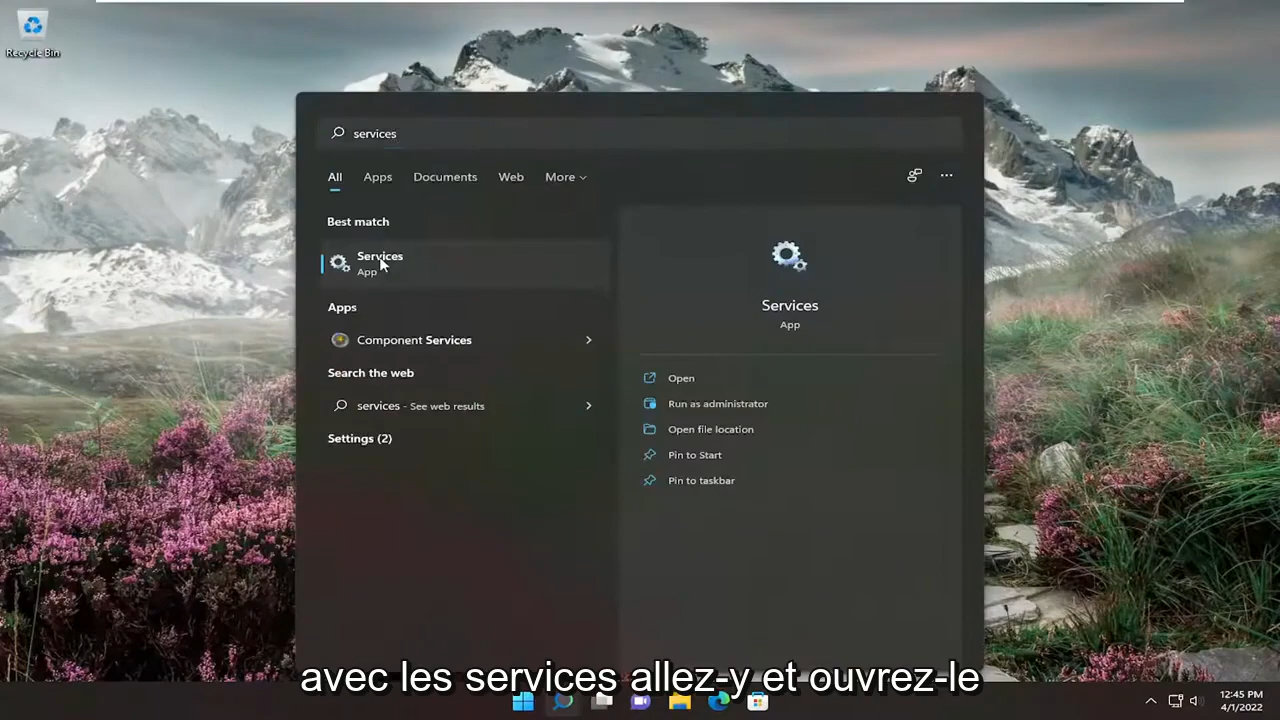 Recycle Bin
services
All
Apps
Documents
Web
More
Best match
Services
App
Apps
Component Services
Search the web
services - See web results
Settings (2)
Services
App
Open
Run as administrator
Open file location
Pin to Start
Pin to taskbar
avec les services allez-y et ouvrez-le
12:45 PM
4/1/2022